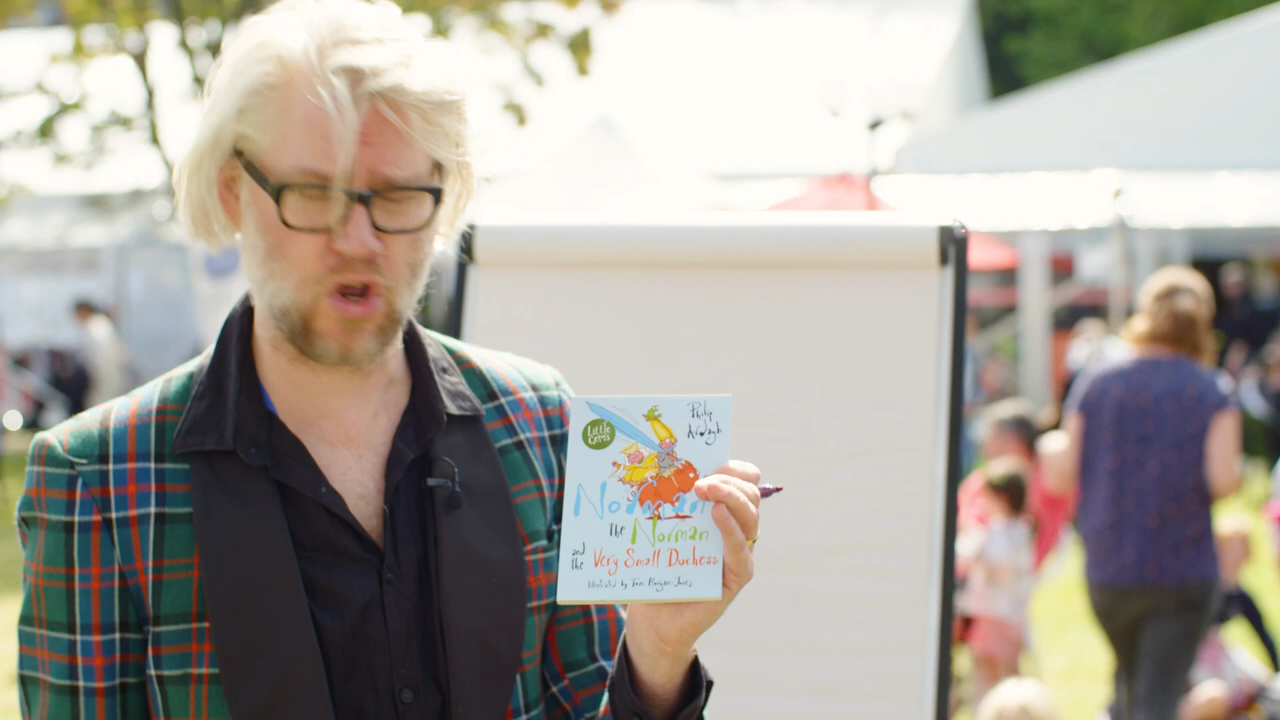 Philip
Ardagh
Little
Gems
Norman
the Norman
and
the
Very Small Duchess
Illustrated by Tom Morgan-Jones